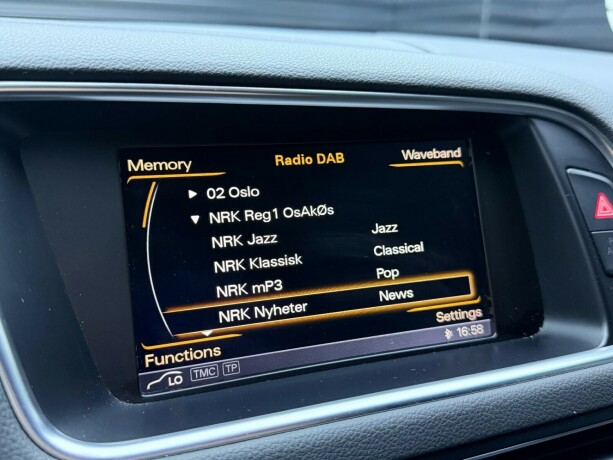 Memory
Radio DAB
Waveband
02 Oslo
NRK Reg1 OsAkØs
NRK Jazz Jazz
NRK Klassisk Classical
NRK mP3 Pop
NRK Nyheter News
Functions
Settings
LO TMC TP 16:58